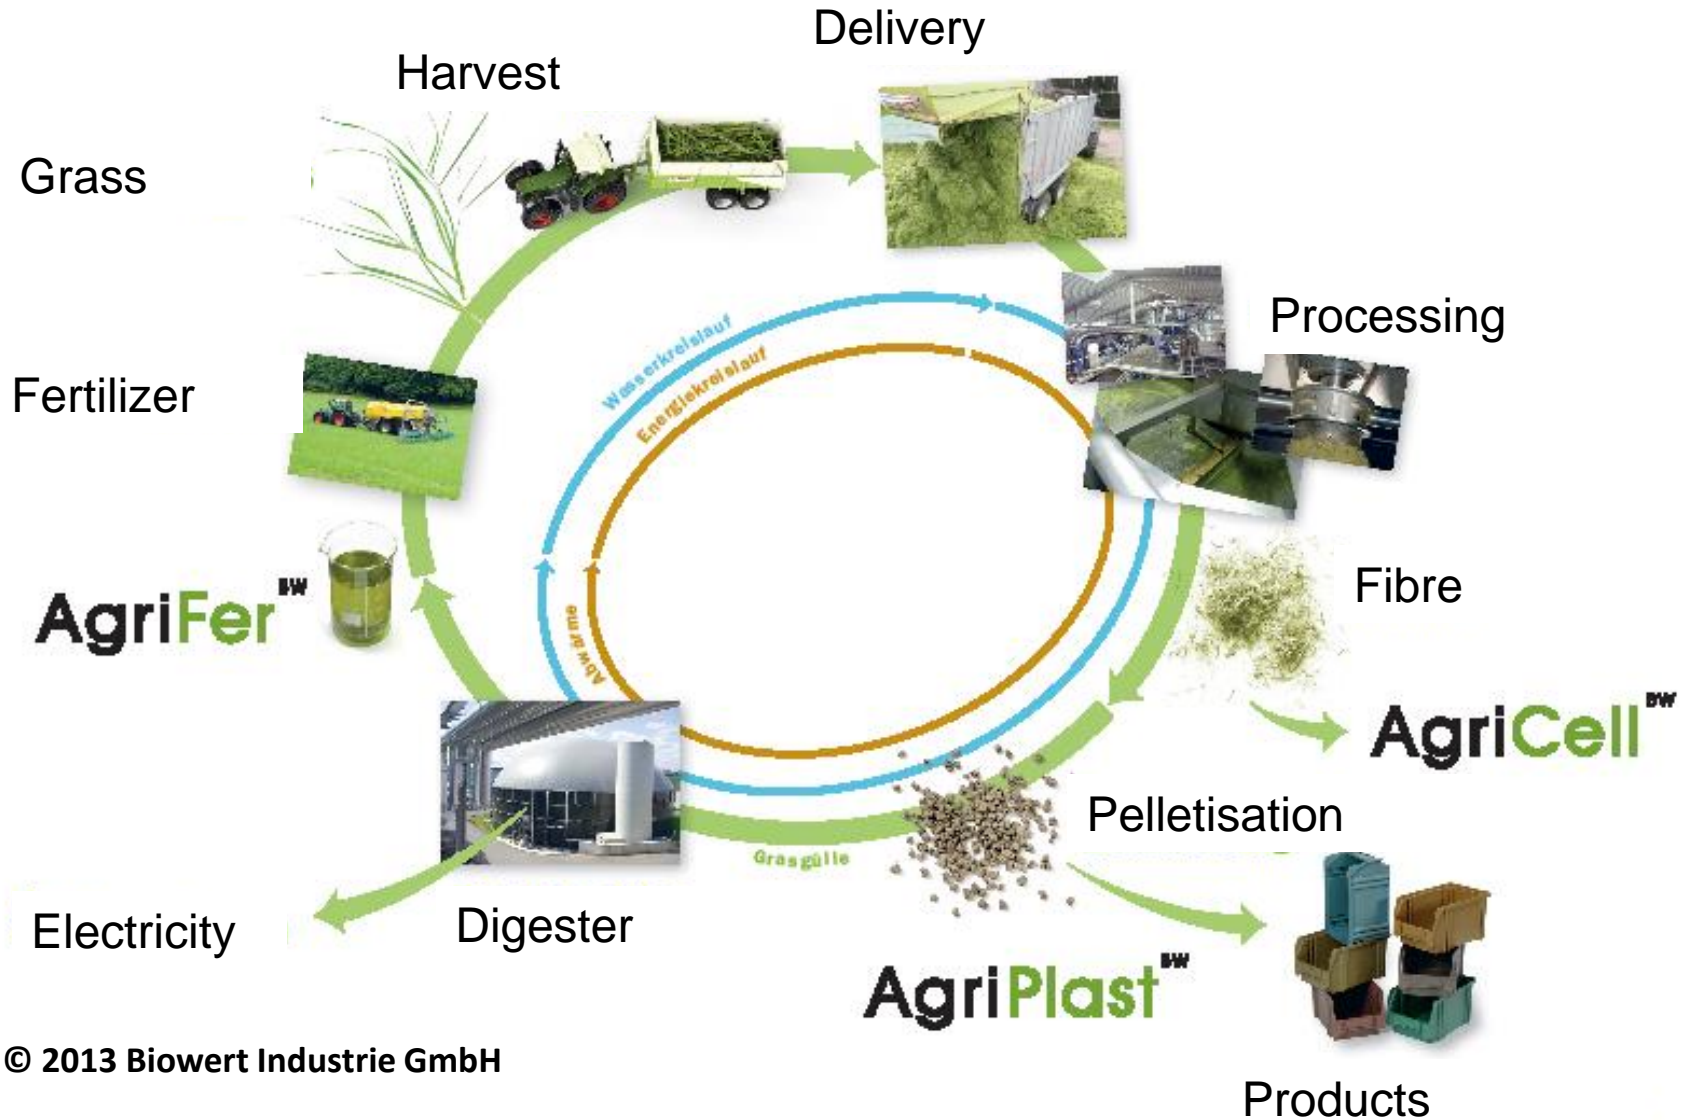 Delivery
Harvest
Grass
Processing
Wasserkreislauf
Energiekreislauf
Fertilizer
Fibre
AgriFer BW
Abwärme
AgriCell BW
Pelletisation
Grasgülle
Electricity
Digester
AgriPlast BW
© 2013 Biowert Industrie GmbH
Products